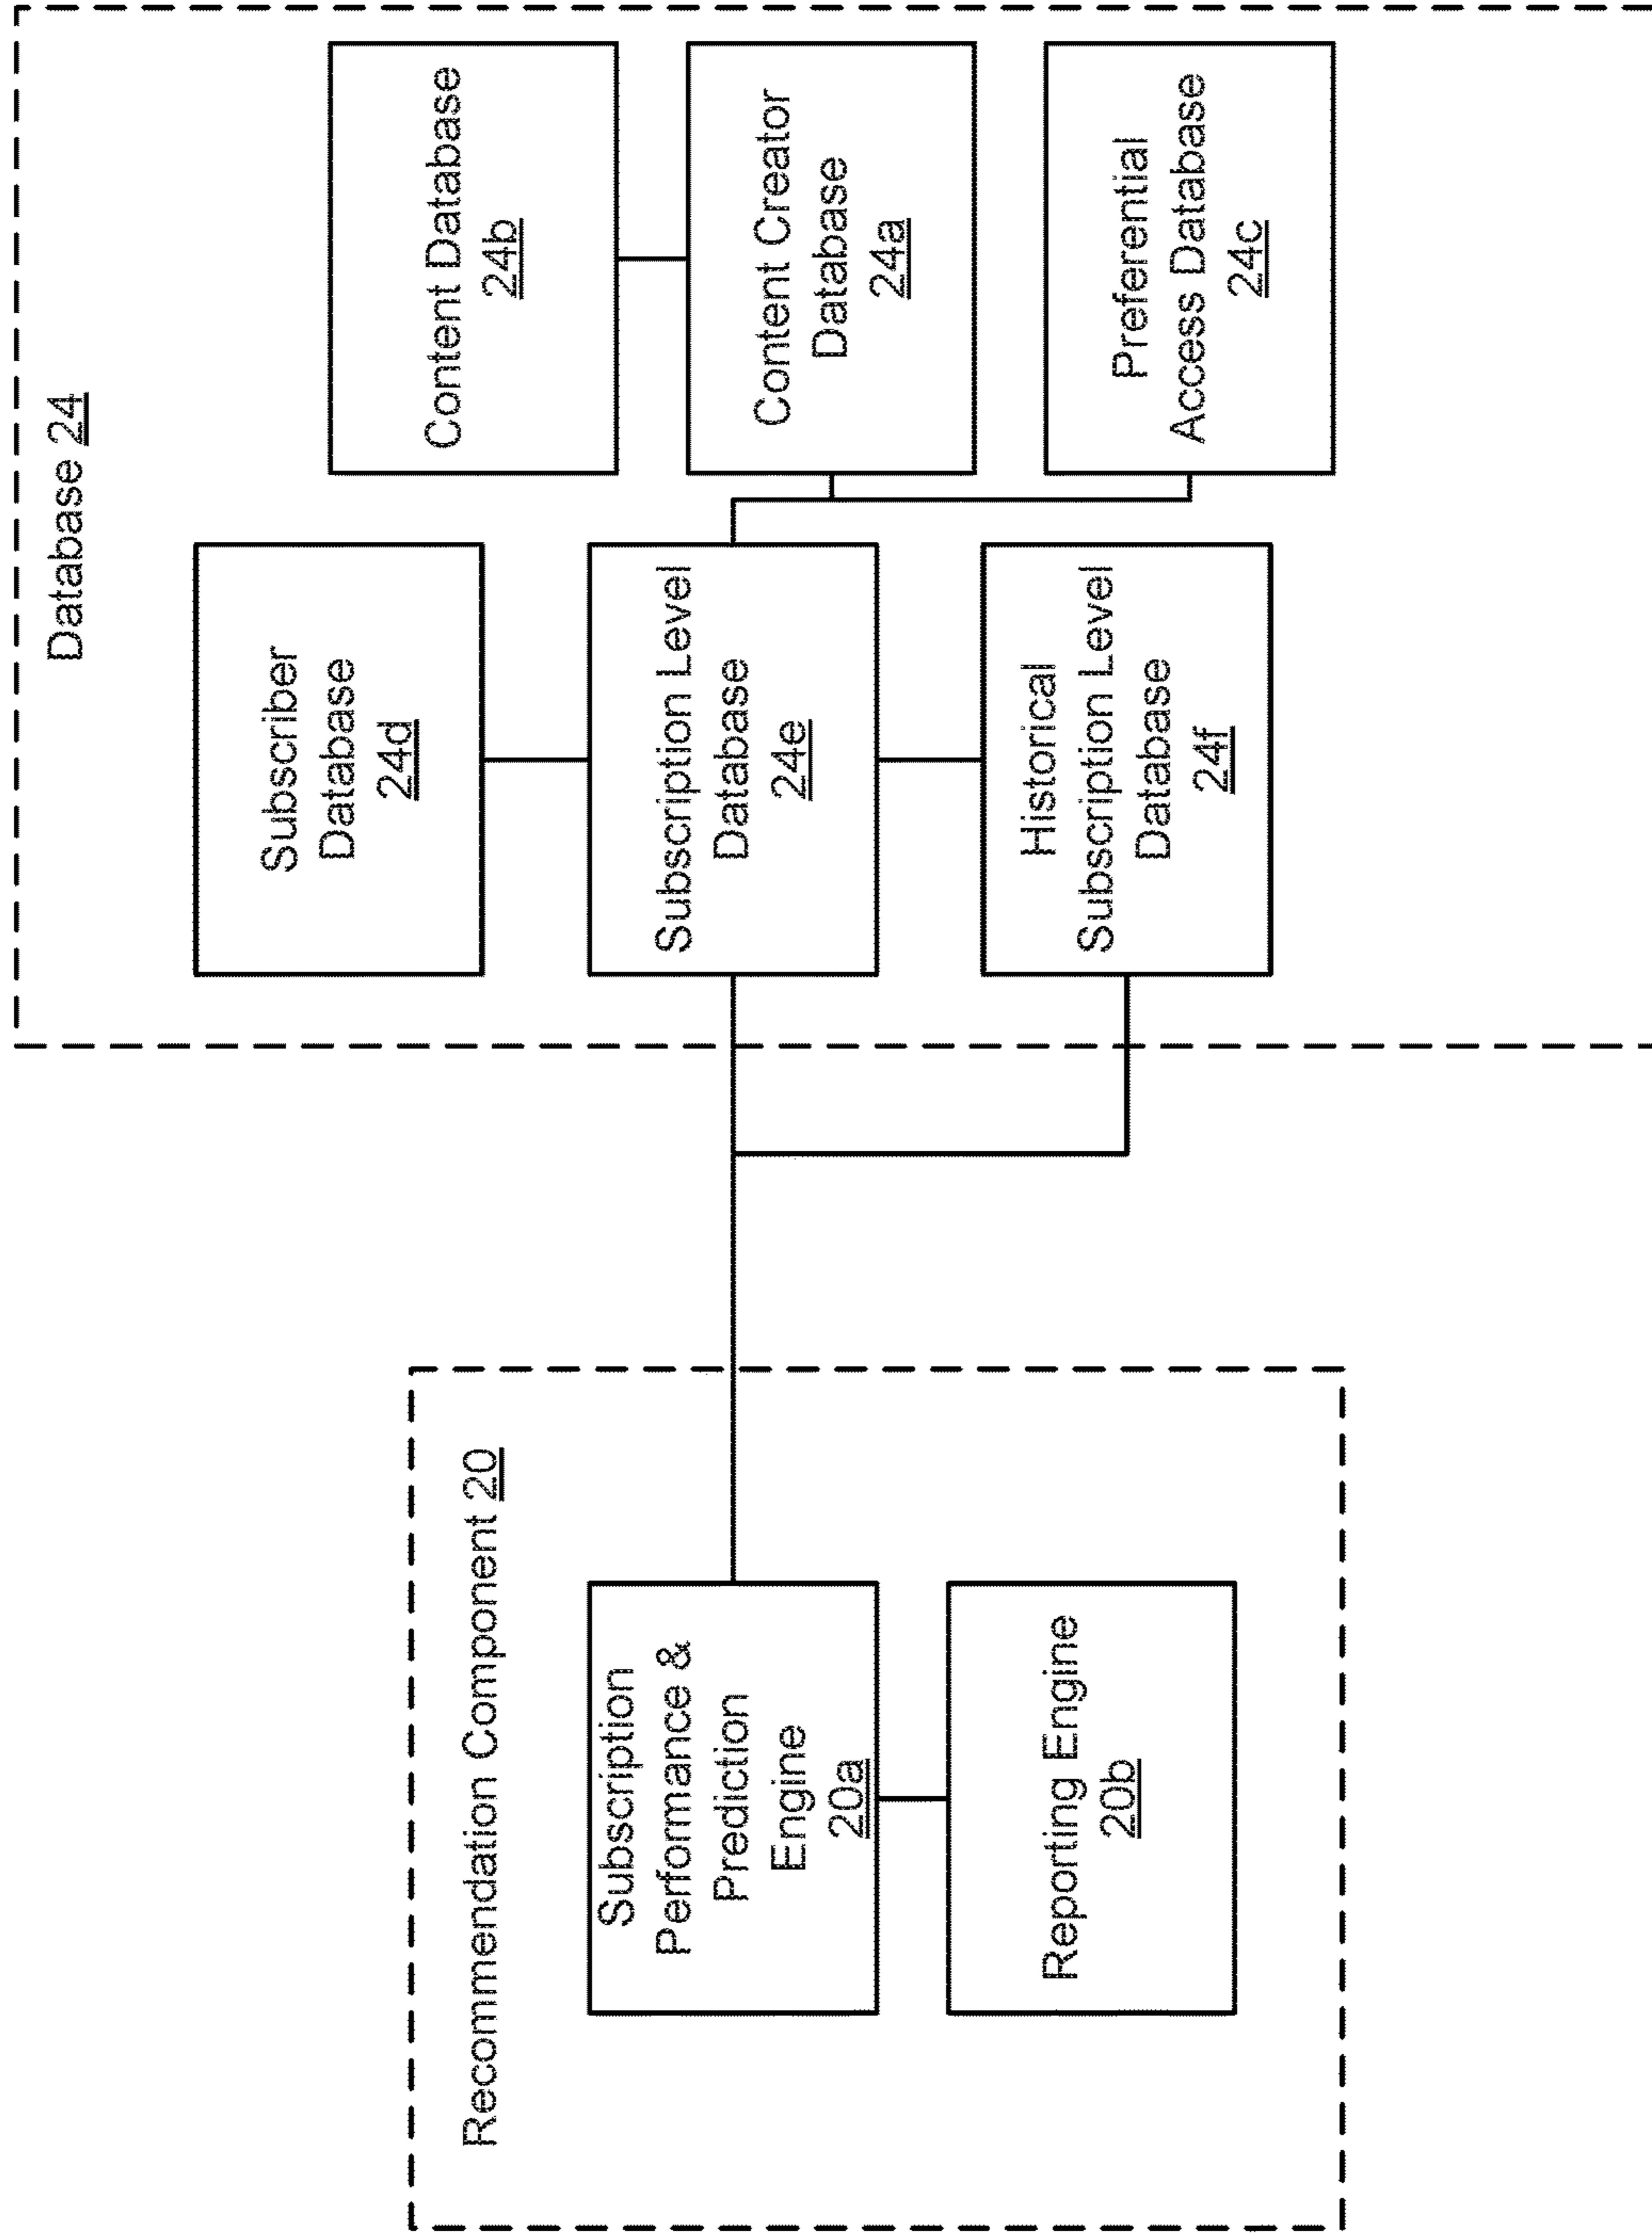 Recommendation Component 20
Subscription
Performance &
Prediction
Engine
20a
Reporting Engine
20b
Database 24
Subscriber
Database
24d
Subscription Level
Database
24e
Historical
Subscription Level
Database
24f
Content Database
24b
Content Creator
Database
24a
Preferential
Access Database
24c